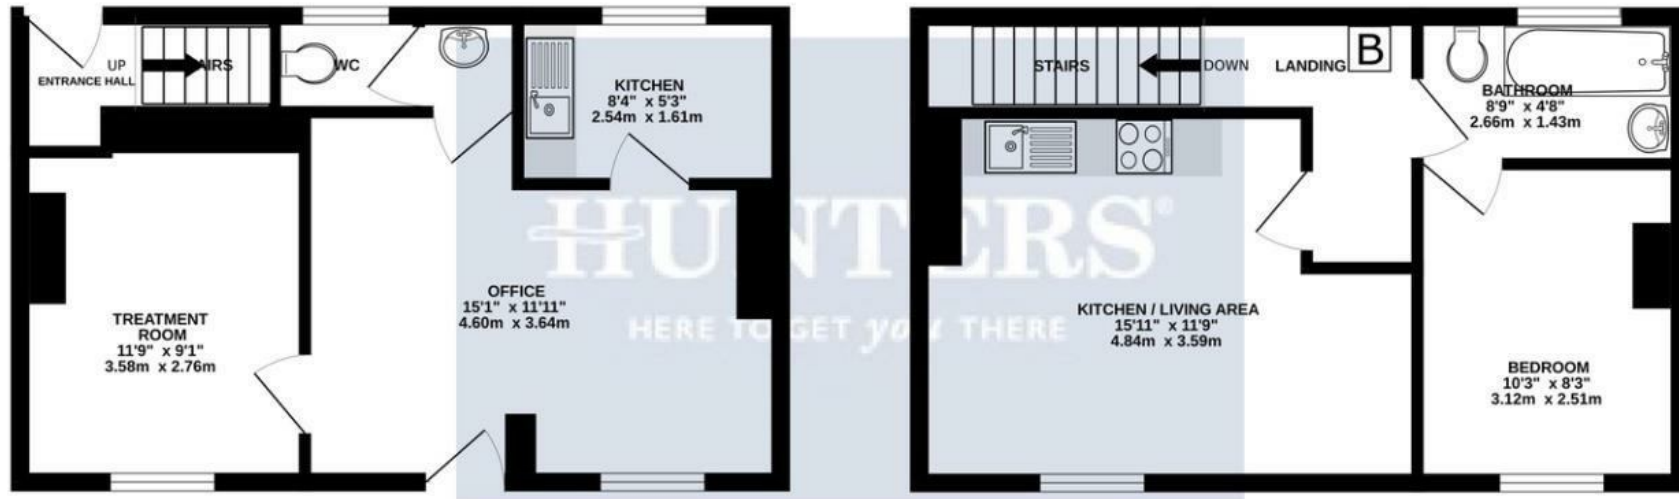 UP
ENTRANCE HALL
AIRS
WC
KITCHEN
8'4" x 5'3"
2.54m x 1.61m
TREATMENT
ROOM
11'9" x 9'1"
3.58m x 2.76m
OFFICE
15'1" x 11'11"
4.60m x 3.64m
STAIRS
DOWN
LANDING
B
BATHROOM
8'9" x 4'8"
2.66m x 1.43m
KITCHEN / LIVING AREA
15'11" x 11'9"
4.84m x 3.59m
BEDROOM
10'3" x 8'3"
3.12m x 2.51m
HUNTERS®
HERE TO GET you THERE